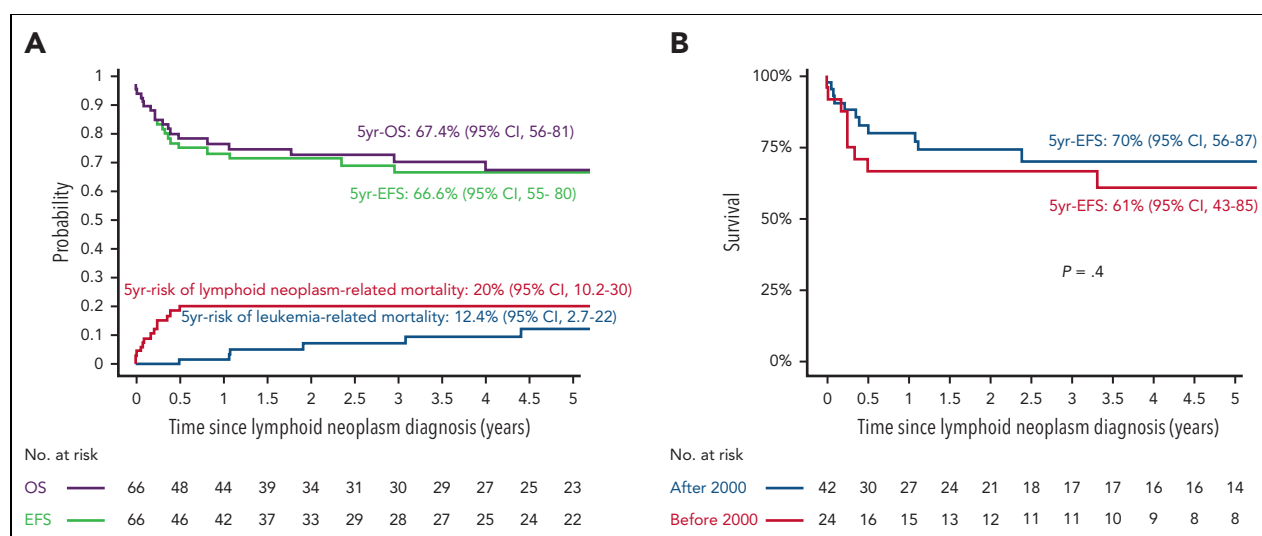 A
1
0.9
0.8
0.7
0.6
0.5
0.4
0.3
0.2
0.1
0
Probability
5yr-OS: 67.4% (95% CI, 56-81)
5yr-EFS: 66.6% (95% CI, 55- 80)
5yr-risk of lymphoid neoplasm-related mortality: 20% (95% CI, 10.2-30)
5yr-risk of leukemia-related mortality: 12.4% (95% CI, 2.7-22)
0 0.5 1 1.5 2 2.5 3 3.5 4 4.5 5
Time since lymphoid neoplasm diagnosis (years)
No. at risk
OS 66 48 44 39 34 31 30 29 27 25 23
EFS 66 46 42 37 33 29 28 27 25 24 22
B
100%
75%
50%
25%
0%
Survival
5yr-EFS: 70% (95% CI, 56-87)
5yr-EFS: 61% (95% CI, 43-85)
P = .4
0 0.5 1 1.5 2 2.5 3 3.5 4 4.5 5
Time since lymphoid neoplasm diagnosis (years)
No. at risk
After 2000 42 30 27 24 21 18 17 17 16 16 14
Before 2000 24 16 15 13 12 11 11 10 9 8 8